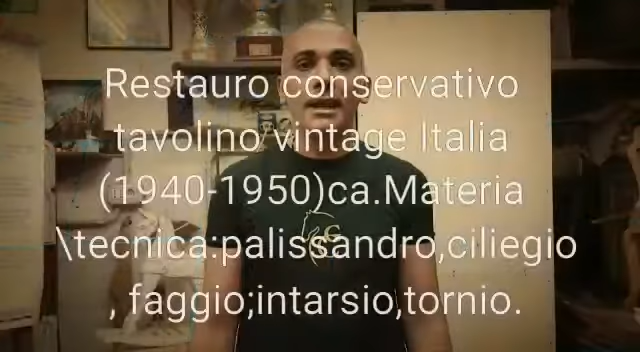 Restauro conservativo
tavolino vintage Italia
(1940-1950)ca.Materia
\tecnica:palissandro,ciliegio
, faggio;intarsio,tornio.